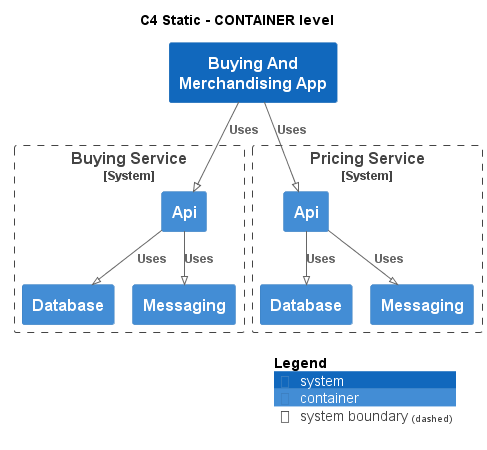 C4 Static - CONTAINER level
Buying And
Merchandising App
Uses
Uses
Buying Service
[System]
Pricing Service
[System]
Api
Api
Uses
Uses
Uses
Uses
Database
Messaging
Database
Messaging
Legend
system
container
system boundary (dashed)